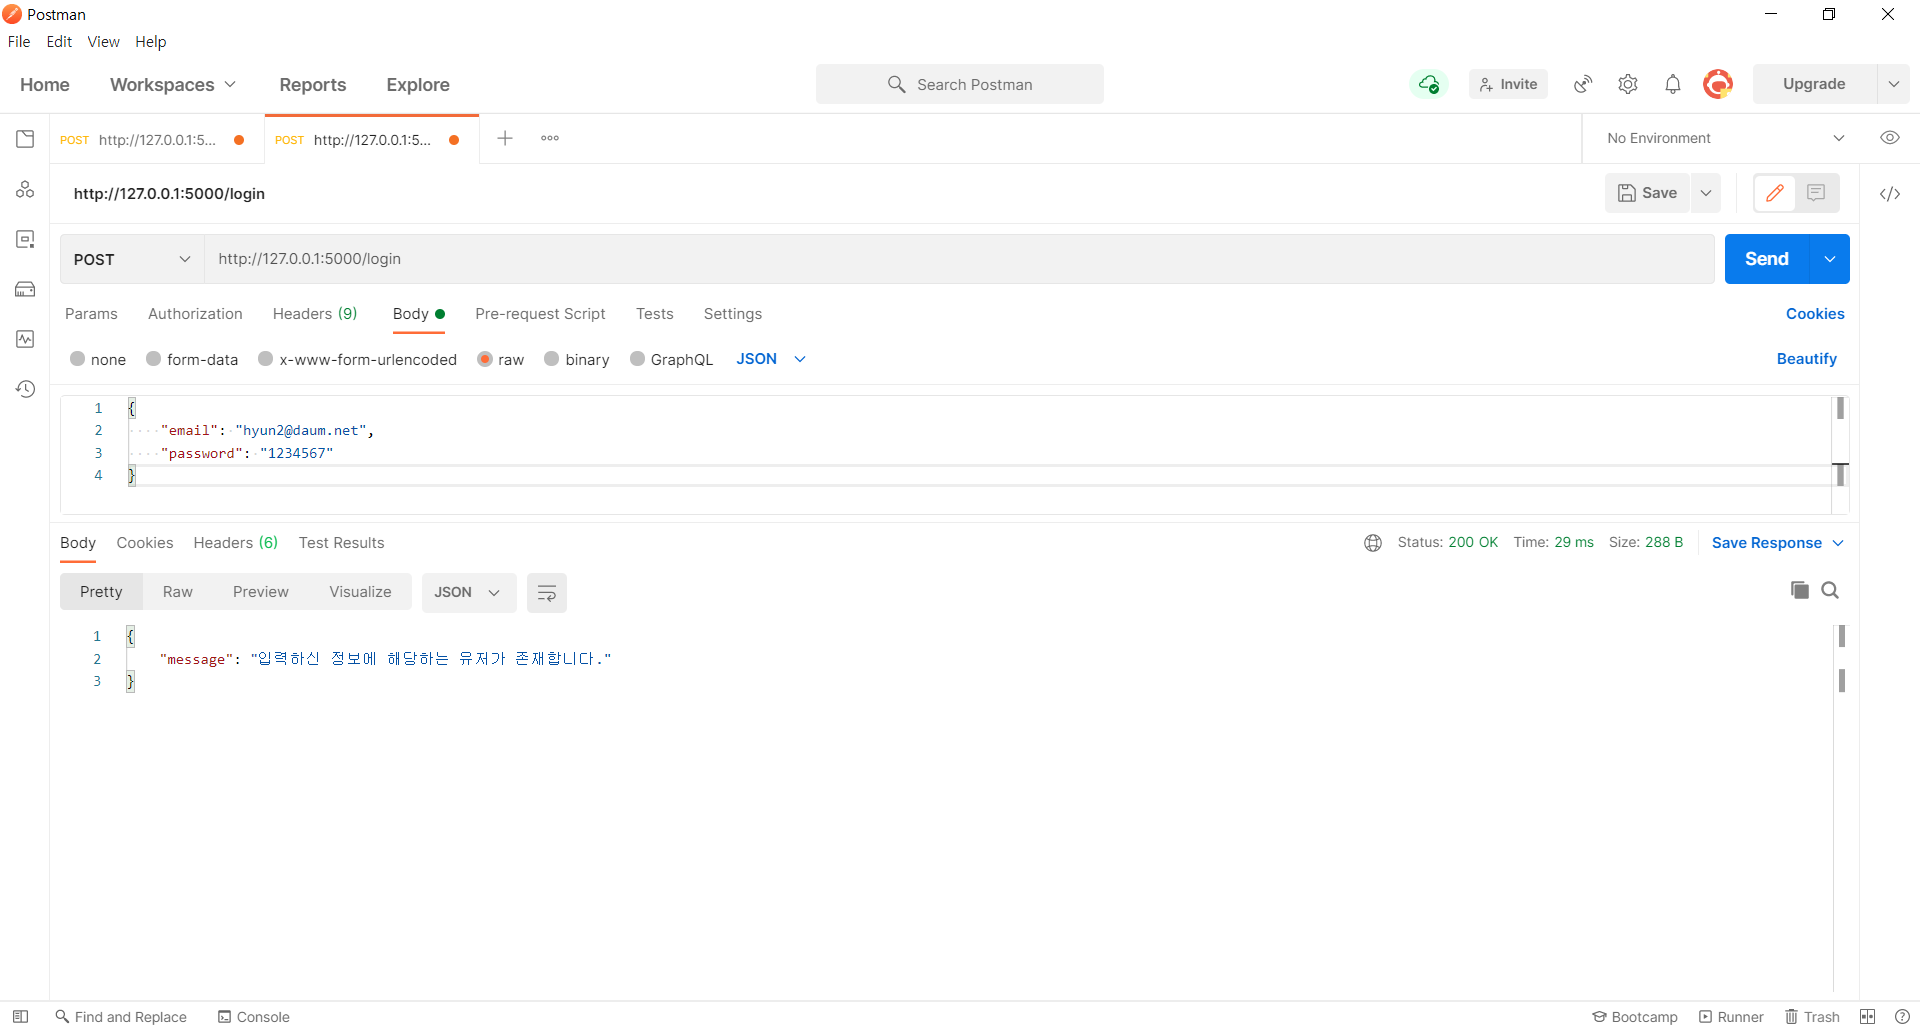 Postman
File Edit View Help
Home Workspaces Reports Explore Search Postman Invite Upgrade
POST http://127.0.0.1:5... POST http://127.0.0.1:5... No Environment
http://127.0.0.1:5000/login Save
POST http://127.0.0.1:5000/login Send
Params Authorization Headers (9) Body Pre-request Script Tests Settings Cookies
none form-data x-www-form-urlencoded raw binary GraphQL JSON Beautify
1 {
2 "email": "hyun2@daum.net",
3 "password": "1234567"
4 }
Body Cookies Headers (6) Test Results Status: 200 OK Time: 29 ms Size: 288 B Save Response
Pretty Raw Preview Visualize JSON
1 {
2 "message": "입력하신 정보에 해당하는 유저가 존재합니다."
3 }
Find and Replace Console Bootcamp Runner Trash